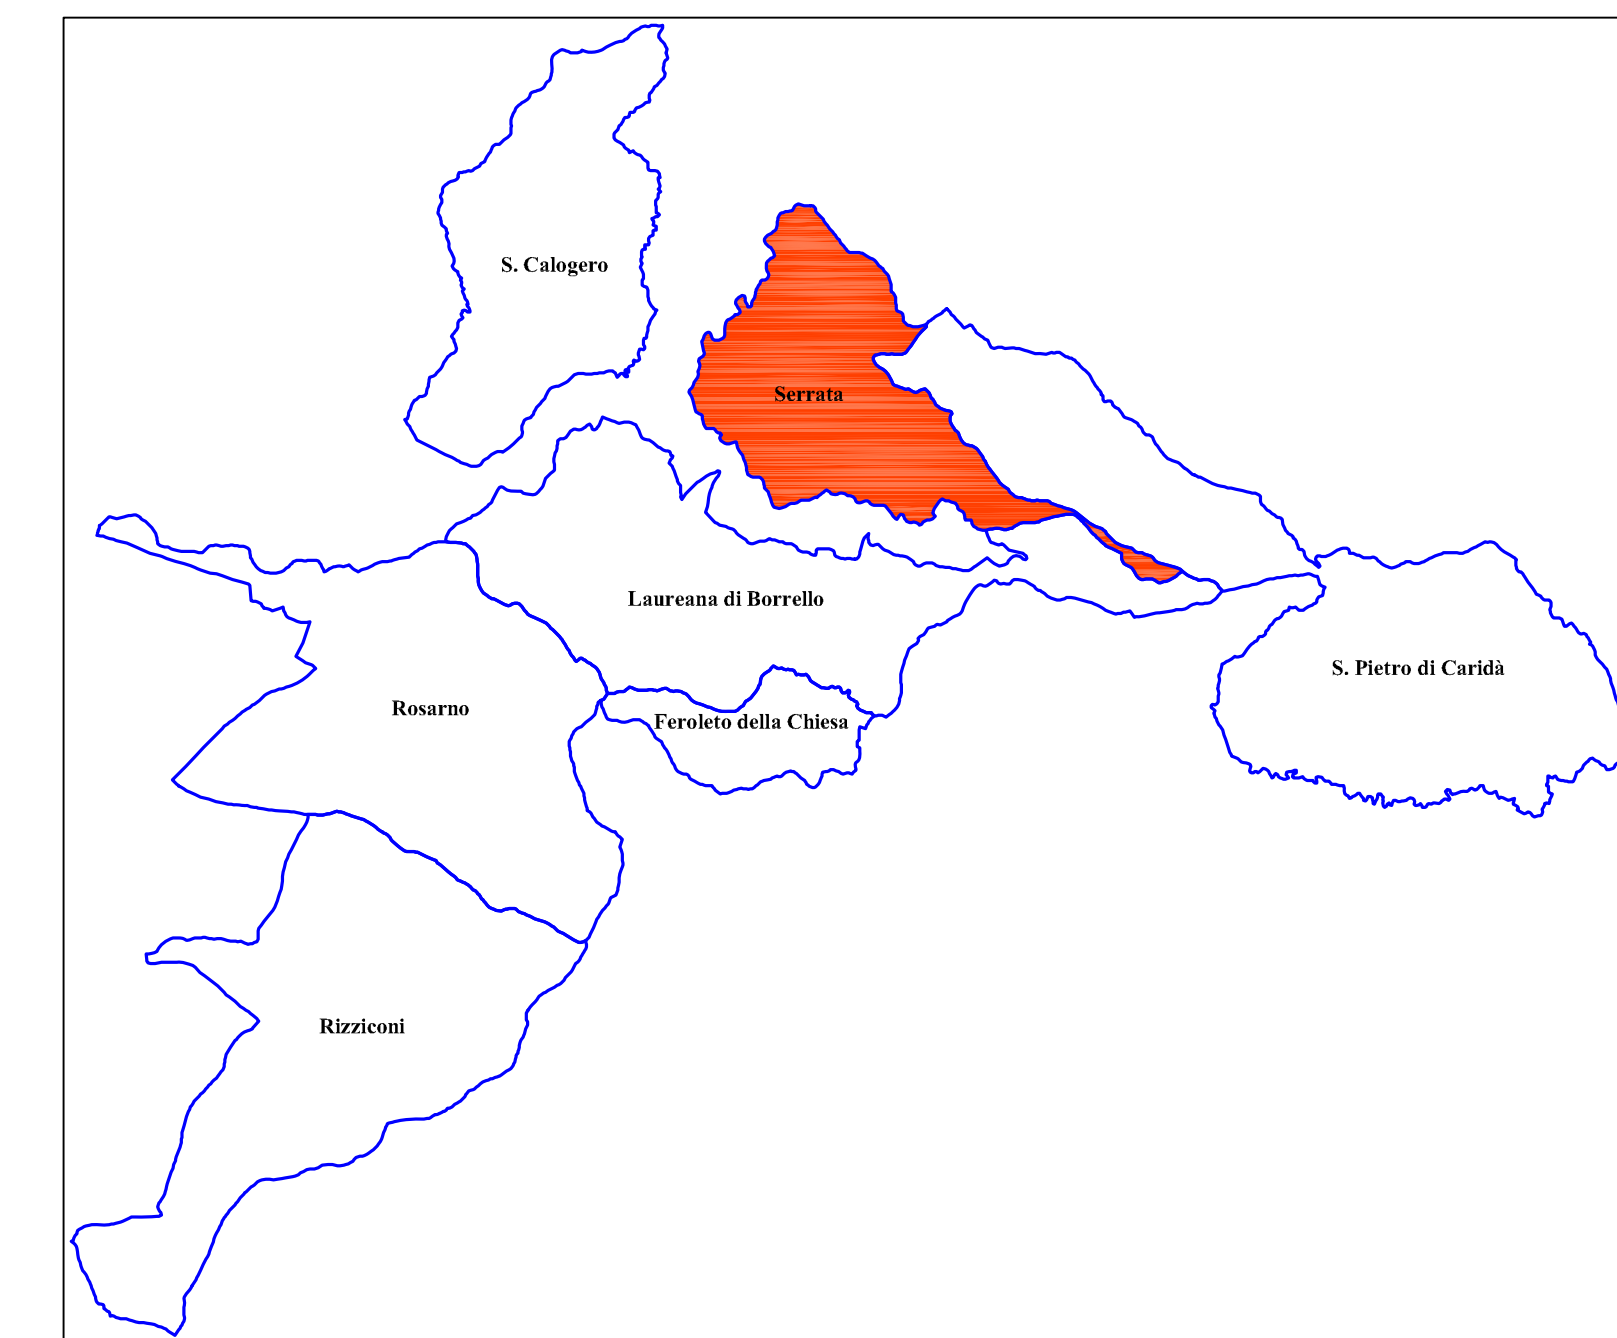 S. Calogero
Serrata
Laureana di Borrello
S. Pietro di Caridà
Rosarno
Feroleto della Chiesa
Rizziconi